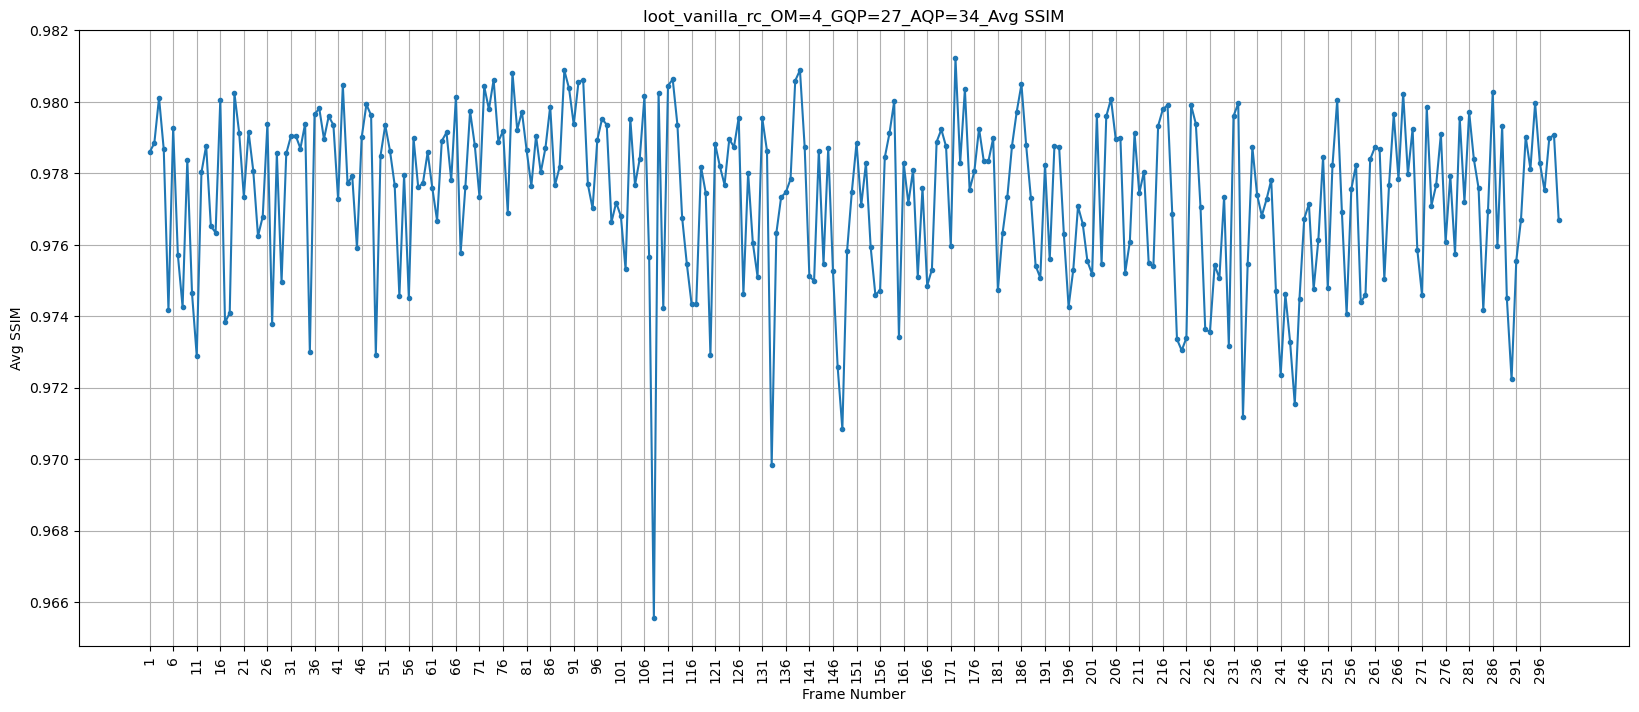 loot_vanilla_rc_OM=4_GQP=27_AQP=34_Avg SSIM
0.982
0.980
0.978
0.976
0.974
0.972
0.970
0.968
0.966
Avg SSIM
1 6 11 16 21 26 31 36 41 46 51 56 61 66 71 76 81 86 91 96 101 106 111 116 121 126 131 136 141 146 151 156 161 166 171 176 181 186 191 196 201 206 211 216 221 226 231 236 241 246 251 256 261 266 271 276 281 286 291 296
Frame Number